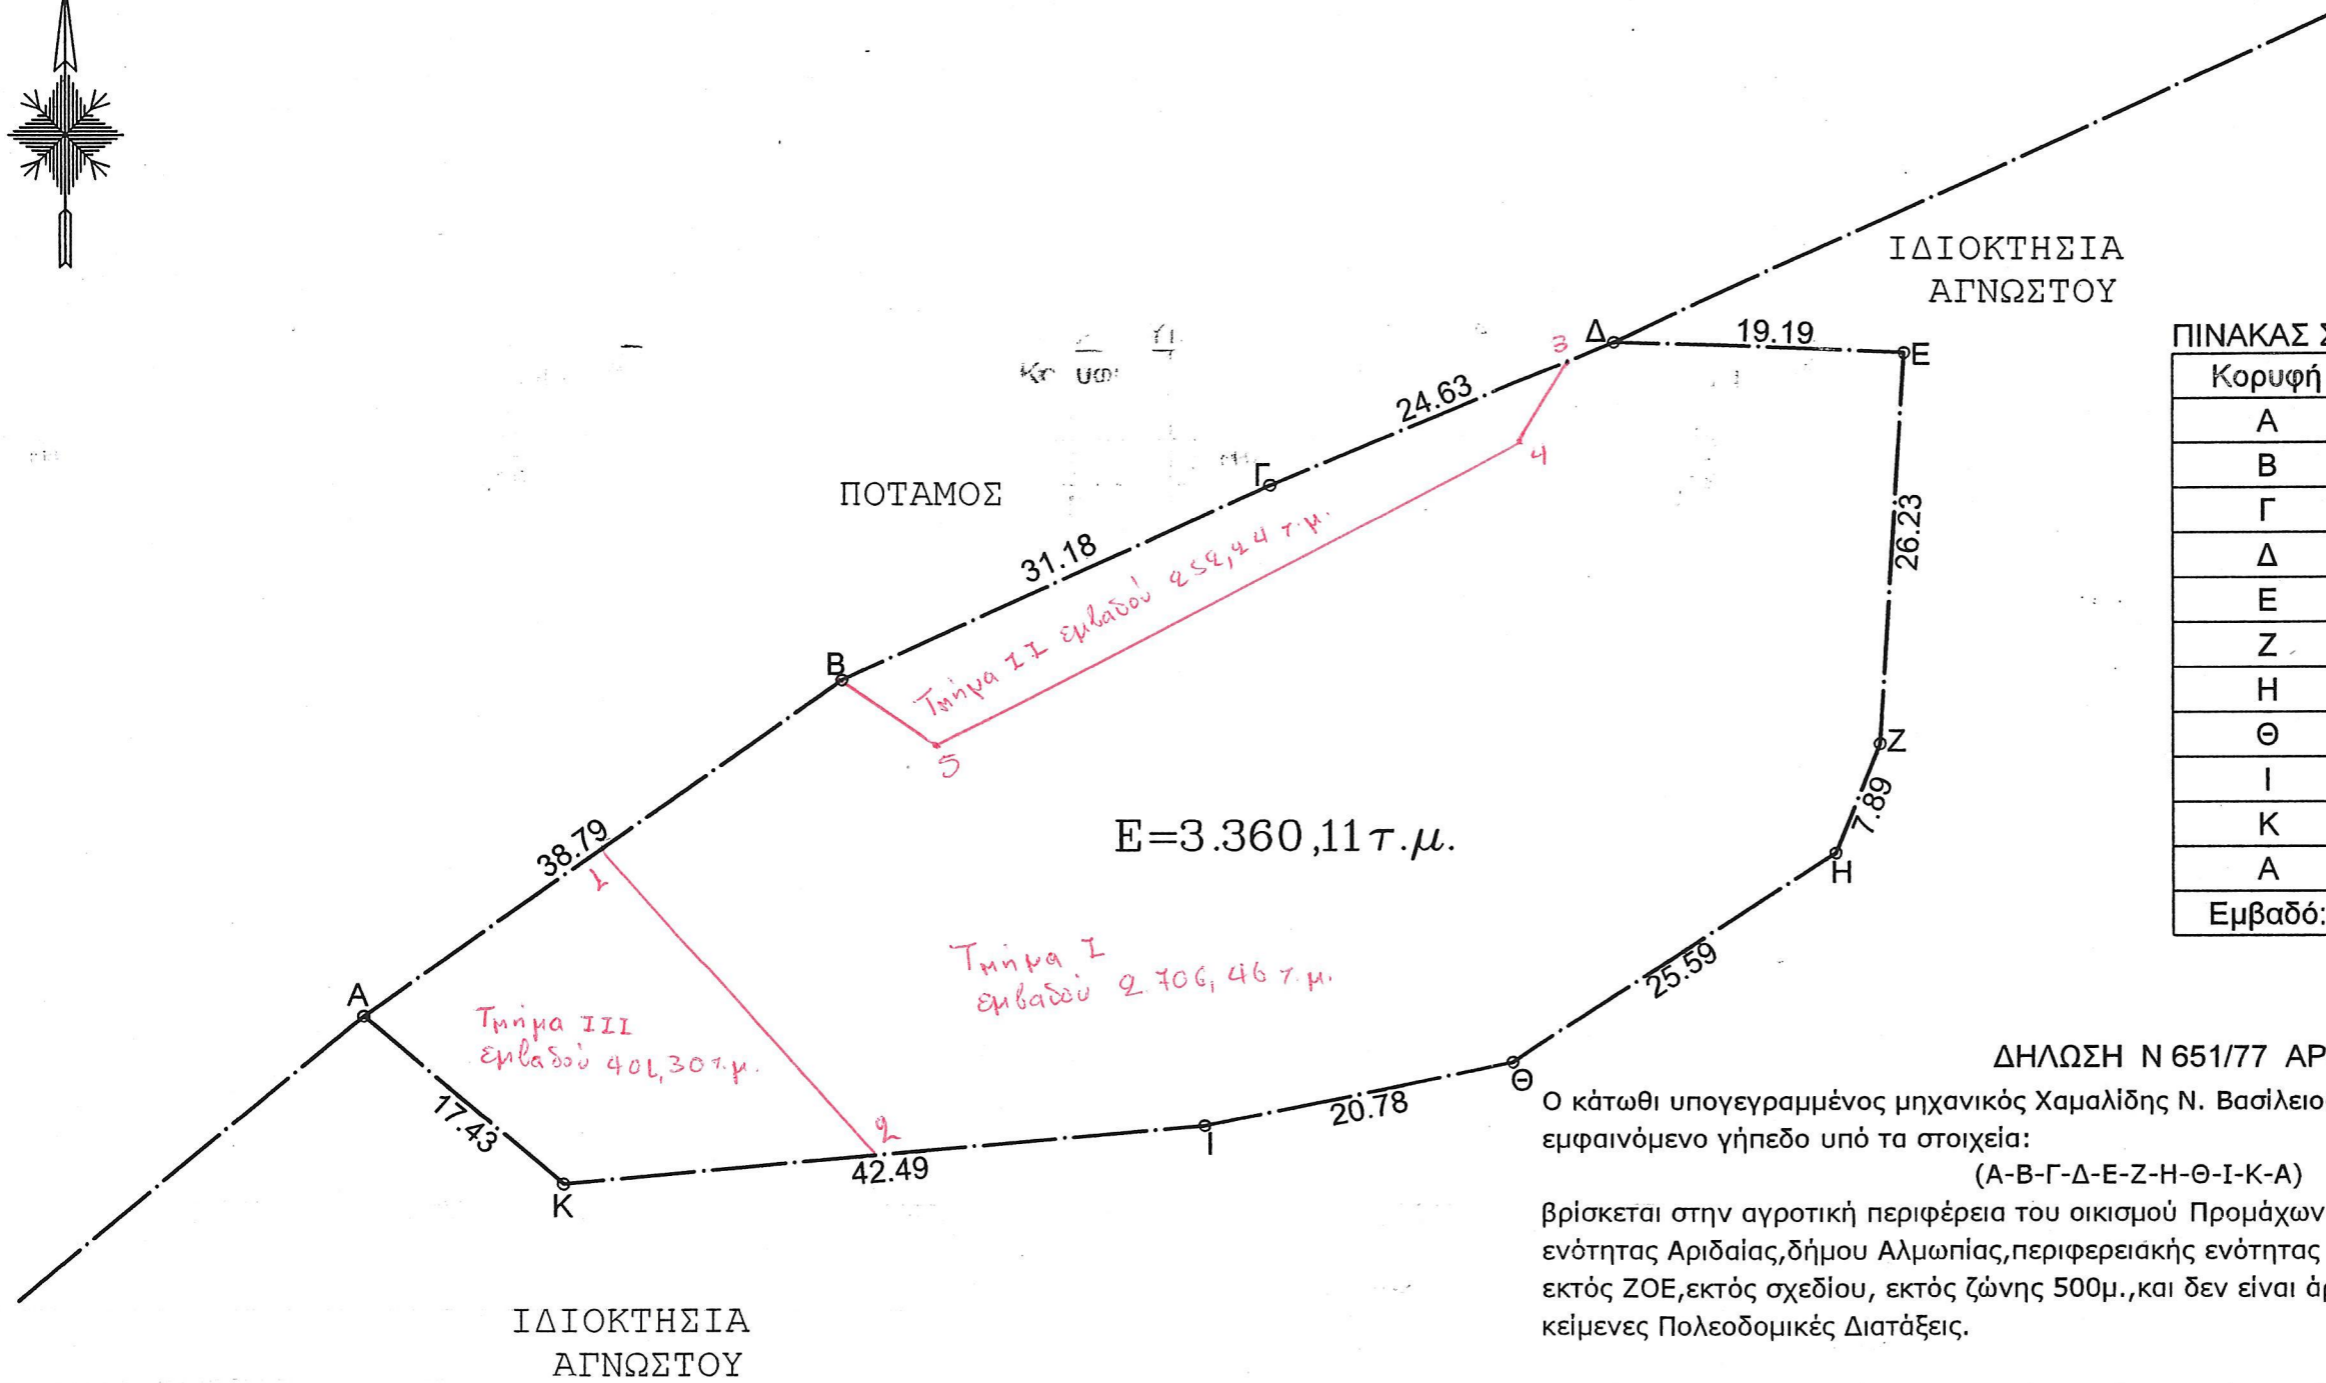 ΙΔΙΟΚΤΗΣΙΑ
ΑΓΝΩΣΤΟΥ
3
Δ
19.19
Ε
24.63
4
Γ
ΠΟΤΑΜΟΣ
31.18
26.23
Τμήμα ΙΙ εμβαδού 252,24 τ.μ.
Β
5
Ζ
7.89
Η
Ε=3.360,11τ.μ.
38.79
1
Τμήμα Ι
εμβαδού 2.706,46 τ.μ.
25.59
Α
Τμήμα ΙΙΙ
εμβαδού 401,30 τ.μ.
17.43
2
42.49
Κ
Ι
20.78
Θ
ΙΔΙΟΚΤΗΣΙΑ
ΑΓΝΩΣΤΟΥ
ΠΙΝΑΚΑΣ
Κορυφή
Α
Β
Γ
Δ
Ε
Ζ
Η
Θ
Ι
Κ
Α
Εμβαδό:
ΔΗΛΩΣΗ Ν 651/77 ΑΡ
Ο κάτωθι υπογεγραμμένος μηχανικός Χαμαλίδης Ν. Βασίλειο
εμφαινόμενο γήπεδο υπό τα στοιχεία:
(Α-Β-Γ-Δ-Ε-Ζ-Η-Θ-Ι-Κ-Α)
βρίσκεται στην αγροτική περιφέρεια του οικισμού Προμάχων
ενότητας Αριδαίας,δήμου Αλμωπίας,περιφερειακής ενότητας
εκτός ΖΟΕ,εκτός σχεδίου, εκτός ζώνης 500μ.,και δεν είναι
κείμενες Πολεοδομικές Διατάξεις.